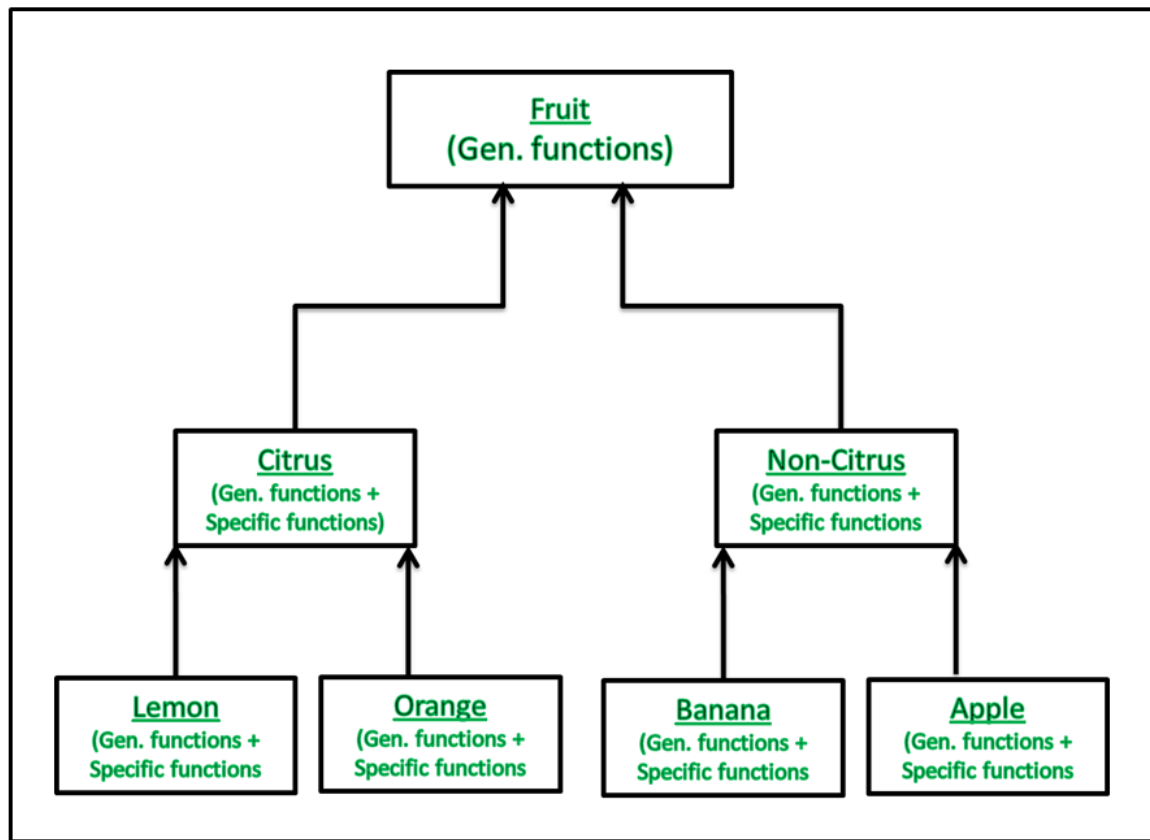 Fruit
(Gen. functions)
Citrus
(Gen. functions +
Specific functions)
Non-Citrus
(Gen. functions +
Specific functions
Lemon
(Gen. functions +
Specific functions
Orange
(Gen. functions +
Specific functions
Banana
(Gen. functions +
Specific functions
Apple
(Gen. functions +
Specific functions